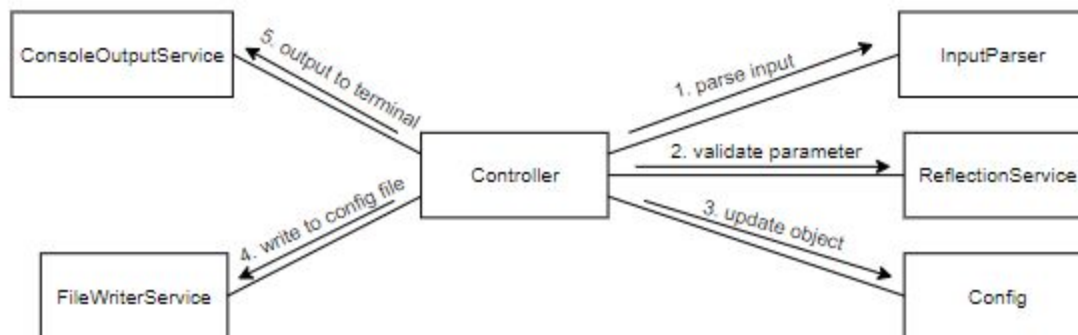 ConsoleOutputService
5. output to terminal
1. parse input
InputParser
Controller
2. validate parameter
ReflectionService
4. write to config file
3. update object
FileWriterService
Config